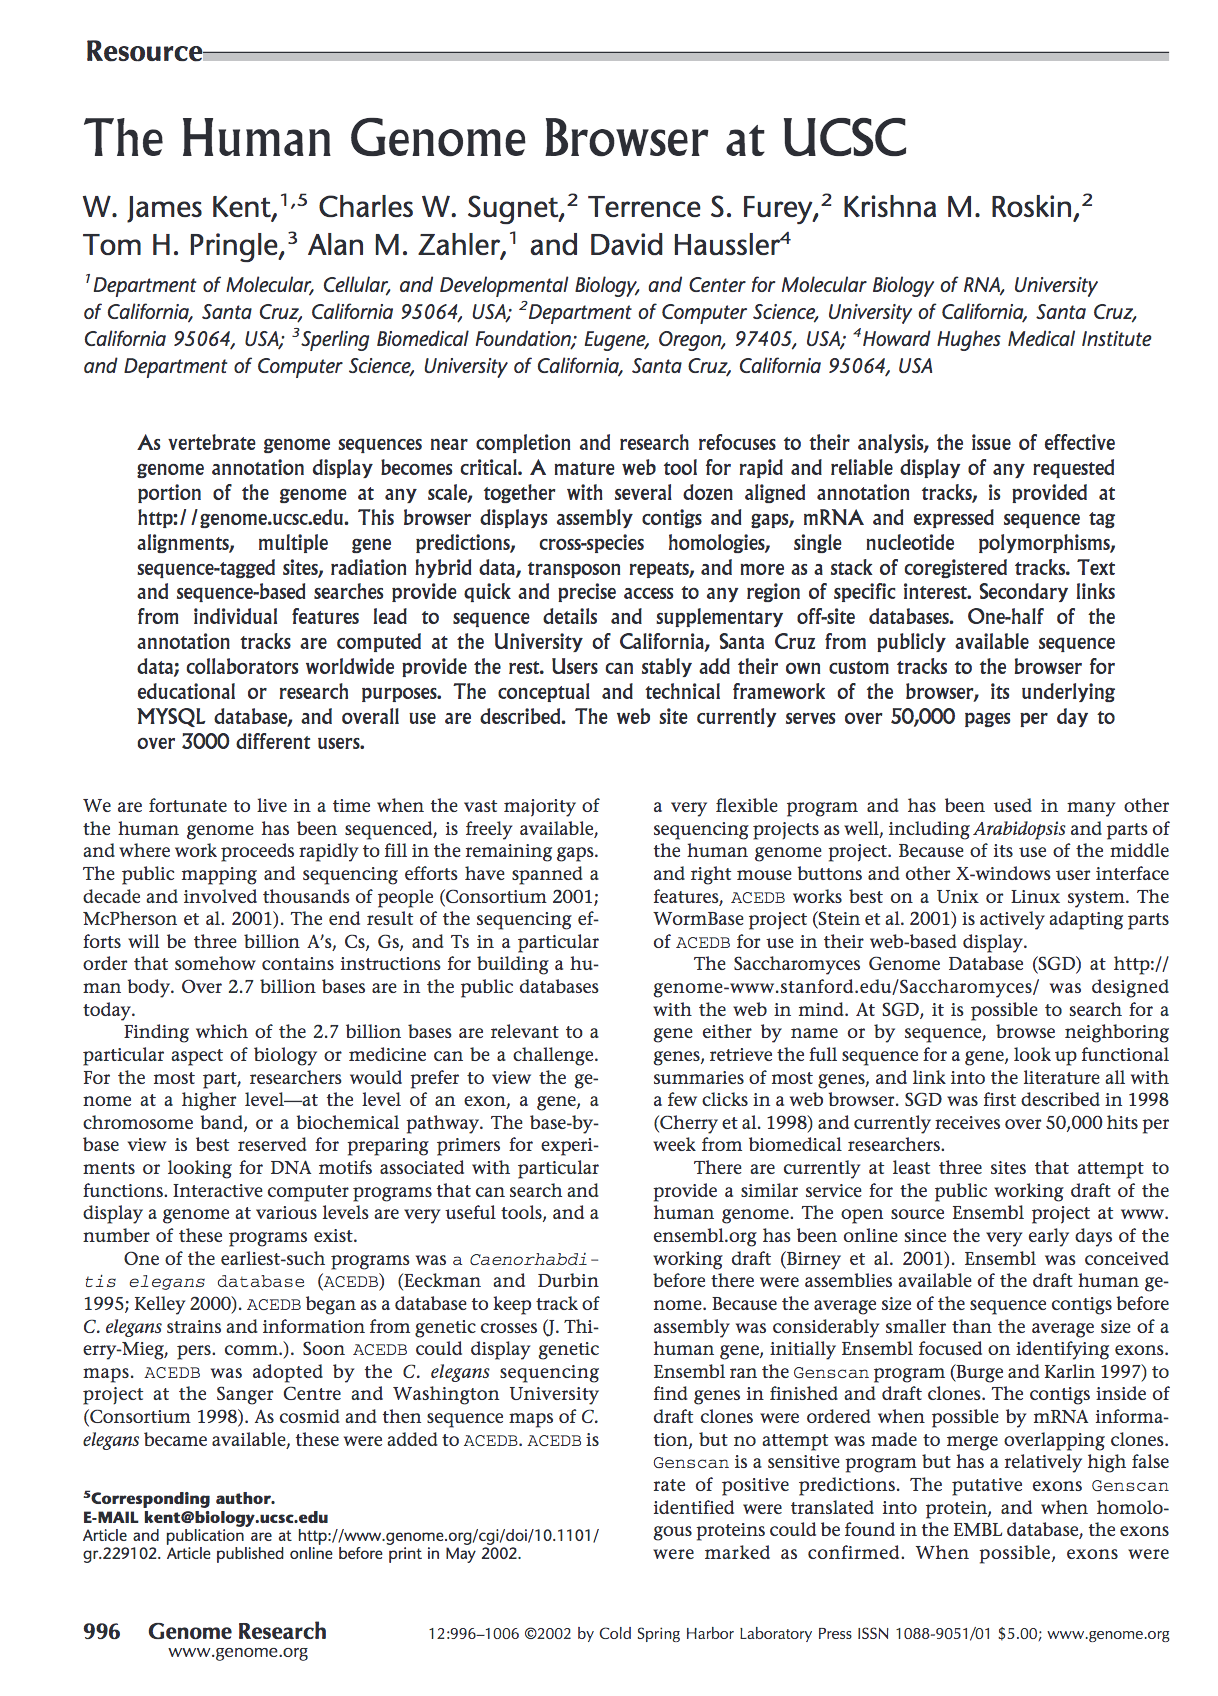 Resource
The Human Genome Browser at UCSC
W. James Kent,1,5 Charles W. Sugnet,2 Terrence S. Furey,2 Krishna M. Roskin,2
Tom H. Pringle,3 Alan M. Zahler,1 and David Haussler4
1Department of Molecular, Cellular, and Developmental Biology, and Center for Molecular Biology of RNA, University
of California, Santa Cruz, California 95064, USA; 2Department of Computer Science, University of California, Santa Cruz,
California 95064, USA; 3Sperling Biomedical Foundation; Eugene, Oregon, 97405, USA; 4Howard Hughes Medical Institute
and Department of Computer Science, University of California, Santa Cruz, California 95064, USA
As vertebrate genome sequences near completion and research refocuses to their analysis, the issue of effective
genome annotation display becomes critical. A mature web tool for rapid and reliable display of any requested
portion of the genome at any scale, together with several dozen aligned annotation tracks, is provided at
http://genome.ucsc.edu. This browser displays assembly contigs and gaps, mRNA and expressed sequence tag
alignments, multiple gene predictions, cross-species homologies, single nucleotide polymorphisms,
sequence-tagged sites, radiation hybrid data, transposon repeats, and more as a stack of coregistered tracks. Text
and sequence-based searches provide quick and precise access to any region of specific interest. Secondary links
from individual features lead to sequence details and supplementary off-site databases. One-half of the
annotation tracks are computed at the University of California, Santa Cruz from publicly available sequence
data; collaborators worldwide provide the rest. Users can stably add their own custom tracks to the browser for
educational or research purposes. The conceptual and technical framework of the browser, its underlying
MYSQL database, and overall use are described. The web site currently serves over 50,000 pages per day to
over 3000 different users.
We are fortunate to live in a time when the vast majority of
the human genome has been sequenced, is freely available,
and where work proceeds rapidly to fill in the remaining gaps.
The public mapping and sequencing efforts have spanned a
decade and involved thousands of people (Consortium 2001;
McPherson et al. 2001). The end result of the sequencing ef-
forts will be three billion A's, Cs, Gs, and Ts in a particular
order that somehow contains instructions for building a hu-
man body. Over 2.7 billion bases are in the public databases
today.
Finding which of the 2.7 billion bases are relevant to a
particular aspect of biology or medicine can be a challenge.
For the most part, researchers would prefer to view the ge-
nome at a higher level—at the level of an exon, a gene, a
chromosome band, or a biochemical pathway. The base-by-
base view is best reserved for preparing primers for experi-
ments or looking for DNA motifs associated with particular
functions. Interactive computer programs that can search and
display a genome at various levels are very useful tools, and a
number of these programs exist.
One of the earliest-such programs was a Caenorhabdi-
tis elegans database (ACEDB) (Eeckman and Durbin
1995; Kelley 2000). ACEDB began as a database to keep track of
C. elegans strains and information from genetic crosses (J. Thi-
erry-Mieg, pers. comm.). Soon ACEDB could display genetic
maps. ACEDB was adopted by the C. elegans sequencing
project at the Sanger Centre and Washington University
(Consortium 1998). As cosmid and then sequence maps of C.
elegans became available, these were added to ACEDB. ACEDB is
5Corresponding author.
E-MAIL kent@biology.ucsc.edu
Article and publication are at http://www.genome.org/cgi/doi/10.1101/
gr.229102. Article published online before print in May 2002.
a very flexible program and has been used in many other
sequencing projects as well, including Arabidopsis and parts of
the human genome project. Because of its use of the middle
and right mouse buttons and other X-windows user interface
features, ACEDB works best on a Unix or Linux system. The
WormBase project (Stein et al. 2001) is actively adapting parts
of ACEDB for use in their web-based display.
The Saccharomyces Genome Database (SGD) at http://
genome-www.stanford.edu/Saccharomyces/ was designed
with the web in mind. At SGD, it is possible to search for a
gene either by name or by sequence, browse neighboring
genes, retrieve the full sequence for a gene, look up functional
summaries of most genes, and link into the literature all with
a few clicks in a web browser. SGD was first described in 1998
(Cherry et al. 1998) and currently receives over 50,000 hits per
week from biomedical researchers.
There are currently at least three sites that attempt to
provide a similar service for the public working draft of the
human genome. The open source Ensembl project at www.
ensembl.org has been online since the very early days of the
working draft (Birney et al. 2001). Ensembl was conceived
before there were assemblies available of the draft human ge-
nome. Because the average size of the sequence contigs before
assembly was considerably smaller than the average size of a
human gene, initially Ensembl focused on identifying exons.
Ensembl ran the Genscan program (Burge and Karlin 1997) to
find genes in finished and draft clones. The contigs inside of
draft clones were ordered when possible by mRNA informa-
tion, but no attempt was made to merge overlapping clones.
Genscan is a sensitive program but has a relatively high false
rate of positive predictions. The putative exons Genscan
identified were translated into protein, and when homolo-
gous proteins could be found in the EMBL database, the exons
were marked as confirmed. When possible, exons were
996 Genome Research
www.genome.org
12:996–1006 ©2002 by Cold Spring Harbor Laboratory Press ISSN 1088-9051/01 $5.00; www.genome.org